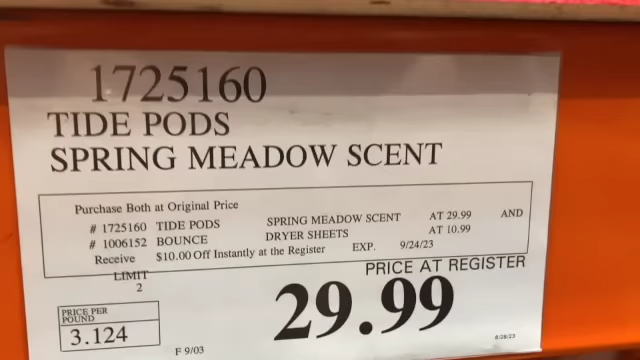 1725160
TIDE PODS
SPRING MEADOW SCENT
Purchase Both at Original Price
# 1725160 TIDE PODS SPRING MEADOW SCENT AT 29.99 AND
# 1006152 BOUNCE DRYER SHEETS AT 10.99
Receive $10.00 Off Instantly at the Register EXP. 9/24/23
LIMIT
2
PRICE AT REGISTER
29.99
PRICE PER
POUND
3.124
F 9/03
8/28/23